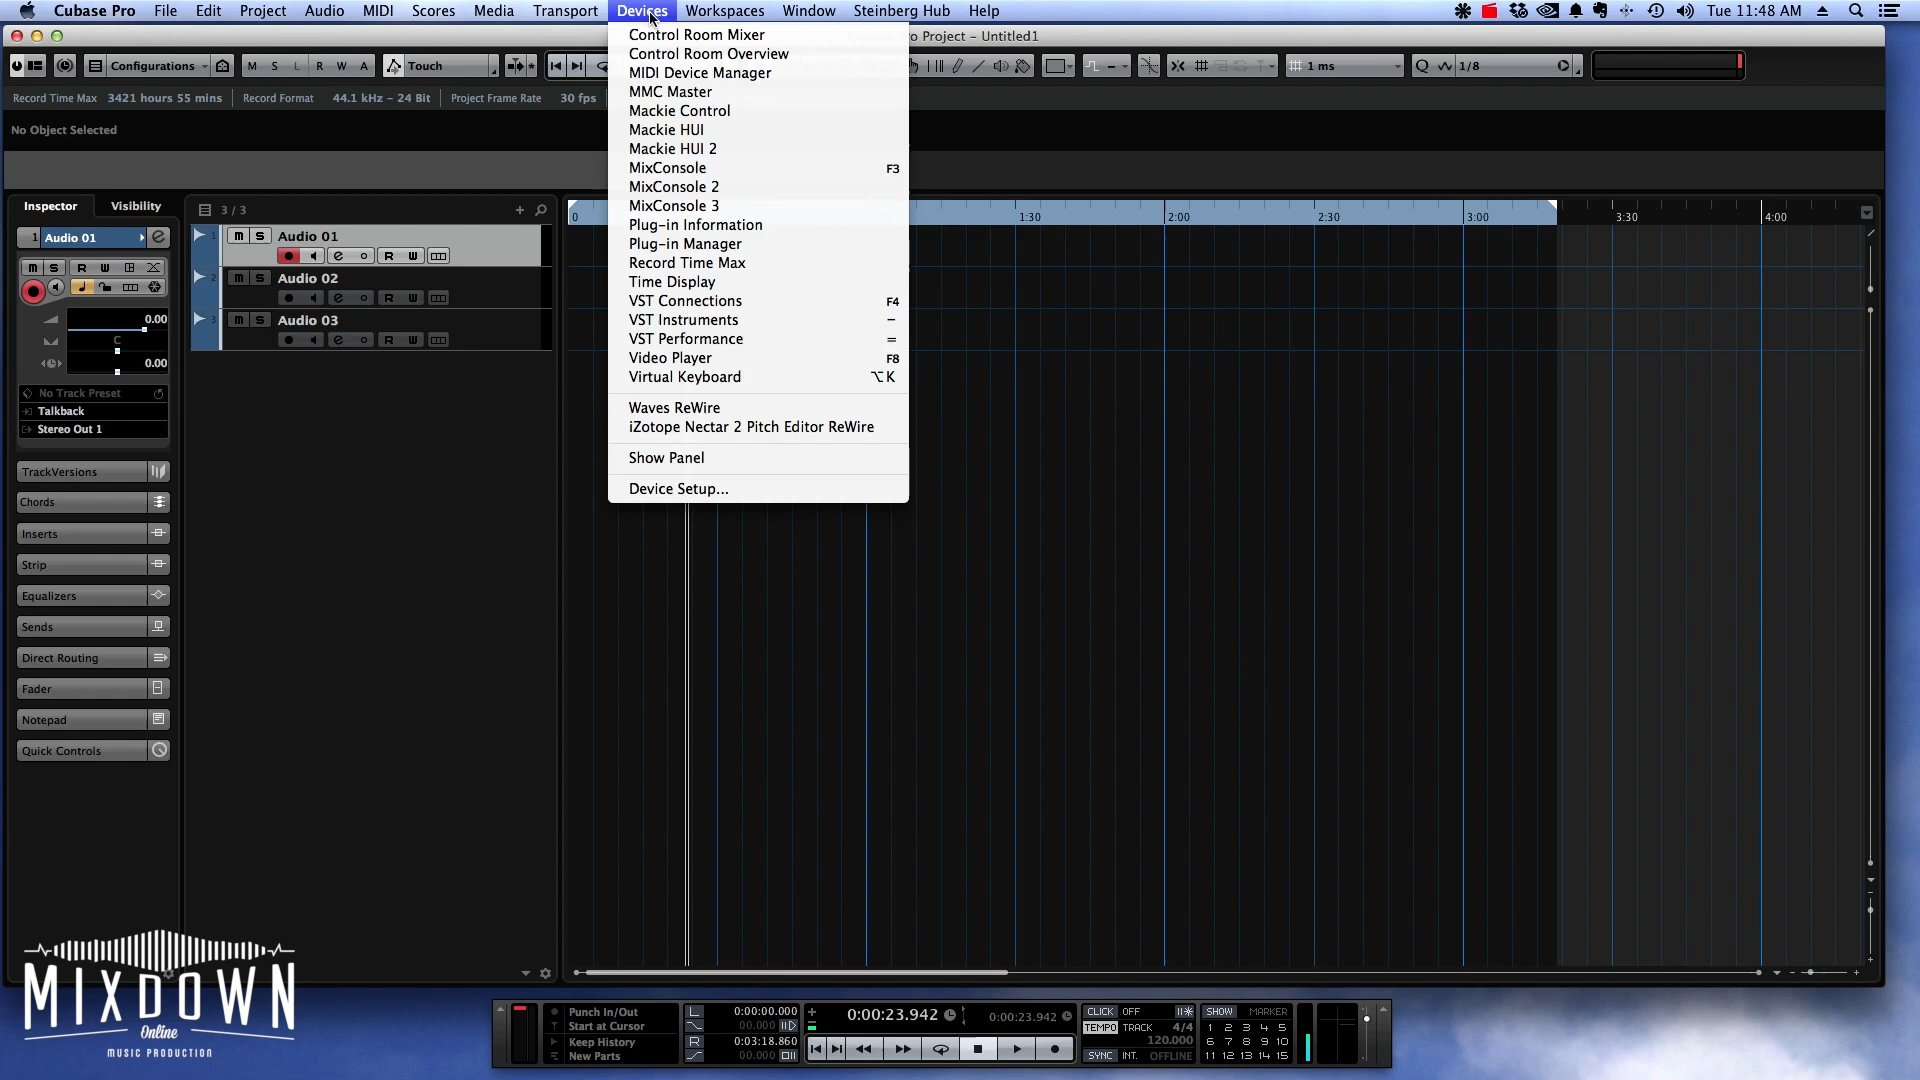 Cubase Pro File Edit Project Audio MIDI Scores Media Transport Devices Workspaces Window Steinberg Hub Help Tue 11:48 AM
o Project - Untitled1
Configurations M S L R W A Touch 1 ms Q 1/8
Record Time Max 3421 hours 55 mins Record Format 44.1 kHz - 24 Bit Project Frame Rate 30 fps
No Object Selected
Control Room Mixer
Control Room Overview
MIDI Device Manager
MMC Master
Mackie Control
Mackie HUI
Mackie HUI 2
MixConsole F3
MixConsole 2
MixConsole 3
Plug-in Information
Plug-in Manager
Record Time Max
Time Display
VST Connections F4
VST Instruments –
VST Performance =
Video Player F8
Virtual Keyboard ⌥K
Waves ReWire
iZotope Nectar 2 Pitch Editor ReWire
Show Panel
Device Setup...
Inspector Visibility 3 / 3
0 1:30 2:00 2:30 3:00 3:30 4:00
1 Audio 01 e
m S R W
0.00
C
0.00
No Track Preset
Talkback
Stereo Out 1
TrackVersions
Chords
Inserts
Strip
Equalizers
Sends
Direct Routing
Fader
Notepad
Quick Controls
1 m S Audio 01
e R W
2 m S Audio 02
e R W
3 m S Audio 03
e R W
MIXDOWN
Online
MUSIC PRODUCTION
Punch In/Out
Start at Cursor
Keep History
New Parts
L 0:00:00.000
00.000
R 0:03:18.860
00.000
0:00:23.942 0:00:23.942
CLICK OFF
TEMPO TRACK 4/4
120.000
SYNC INT. OFFLINE
SHOW MARKER
1 2 3 4 5
6 7 8 9 10
11 12 13 14 15